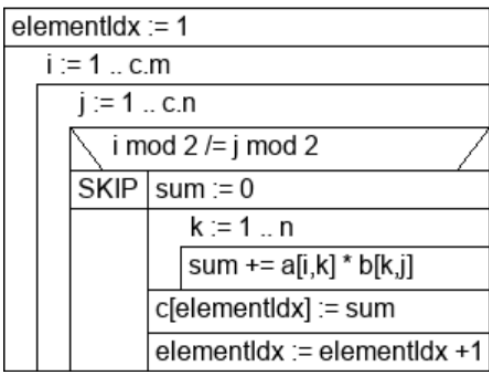 elementIdx := 1
i := 1 .. c.m
j := 1 .. c.n
i mod 2 /= j mod 2
SKIP
sum := 0
k := 1 .. n
sum += a[i,k] * b[k,j]
c[elementIdx] := sum
elementIdx := elementIdx +1